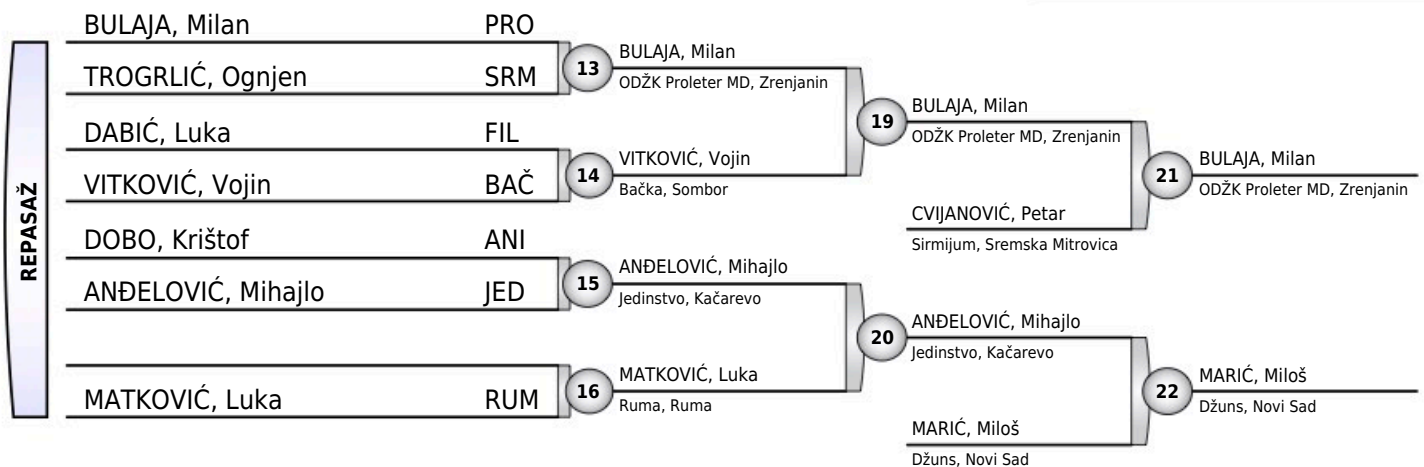 REPASAŽ
BULAJA, Milan PRO
TROGRLIĆ, Ognjen SRM
DABIĆ, Luka FIL
VITKOVIĆ, Vojin BAČ
DOBO, Krištof ANI
ANĐELOVIĆ, Mihajlo JED
MATKOVIĆ, Luka RUM
13
BULAJA, Milan
ODŽK Proleter MD, Zrenjanin
14
VITKOVIĆ, Vojin
Bačka, Sombor
15
ANĐELOVIĆ, Mihajlo
Jedinstvo, Kačarevo
16
MATKOVIĆ, Luka
Ruma, Ruma
19
BULAJA, Milan
ODŽK Proleter MD, Zrenjanin
CVIJANOVIĆ, Petar
Sirmijum, Sremska Mitrovica
20
ANĐELOVIĆ, Mihajlo
Jedinstvo, Kačarevo
MARIĆ, Miloš
Džuns, Novi Sad
21
BULAJA, Milan
ODŽK Proleter MD, Zrenjanin
22
MARIĆ, Miloš
Džuns, Novi Sad